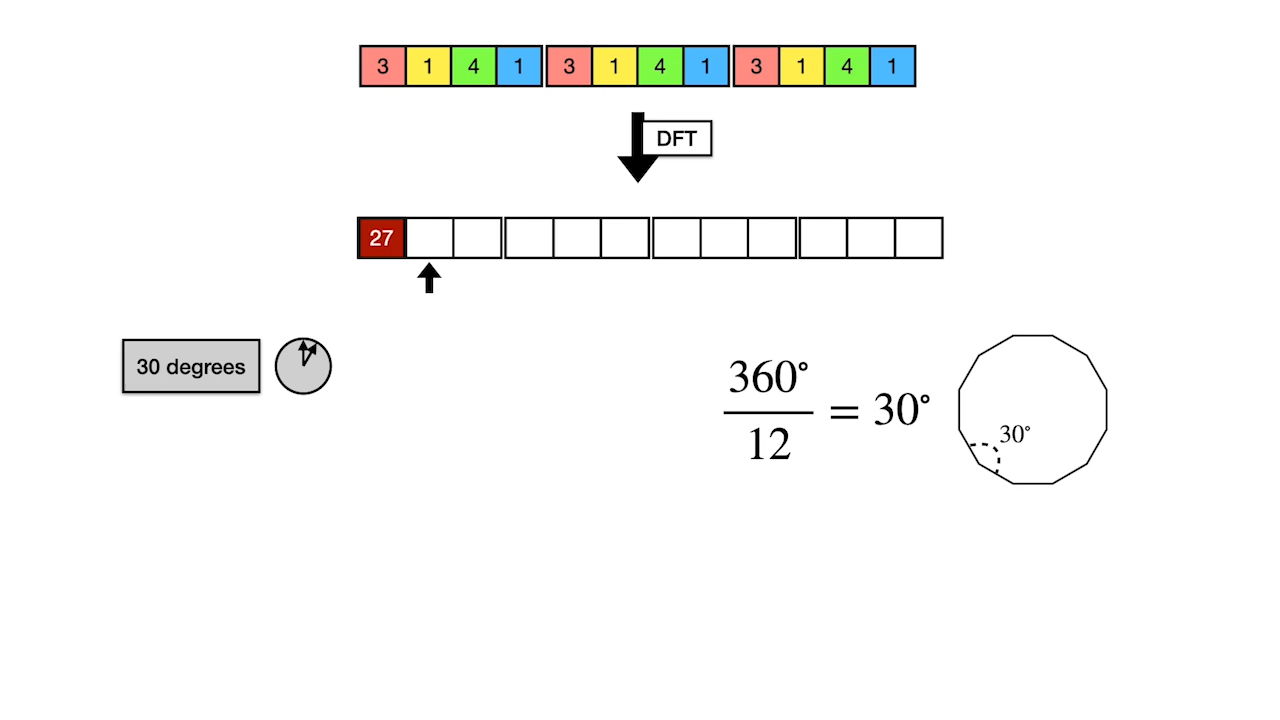 3 1 4 1 3 1 4 1 3 1 4 1
DFT
27
30 degrees
360° / 12 = 30°
30°